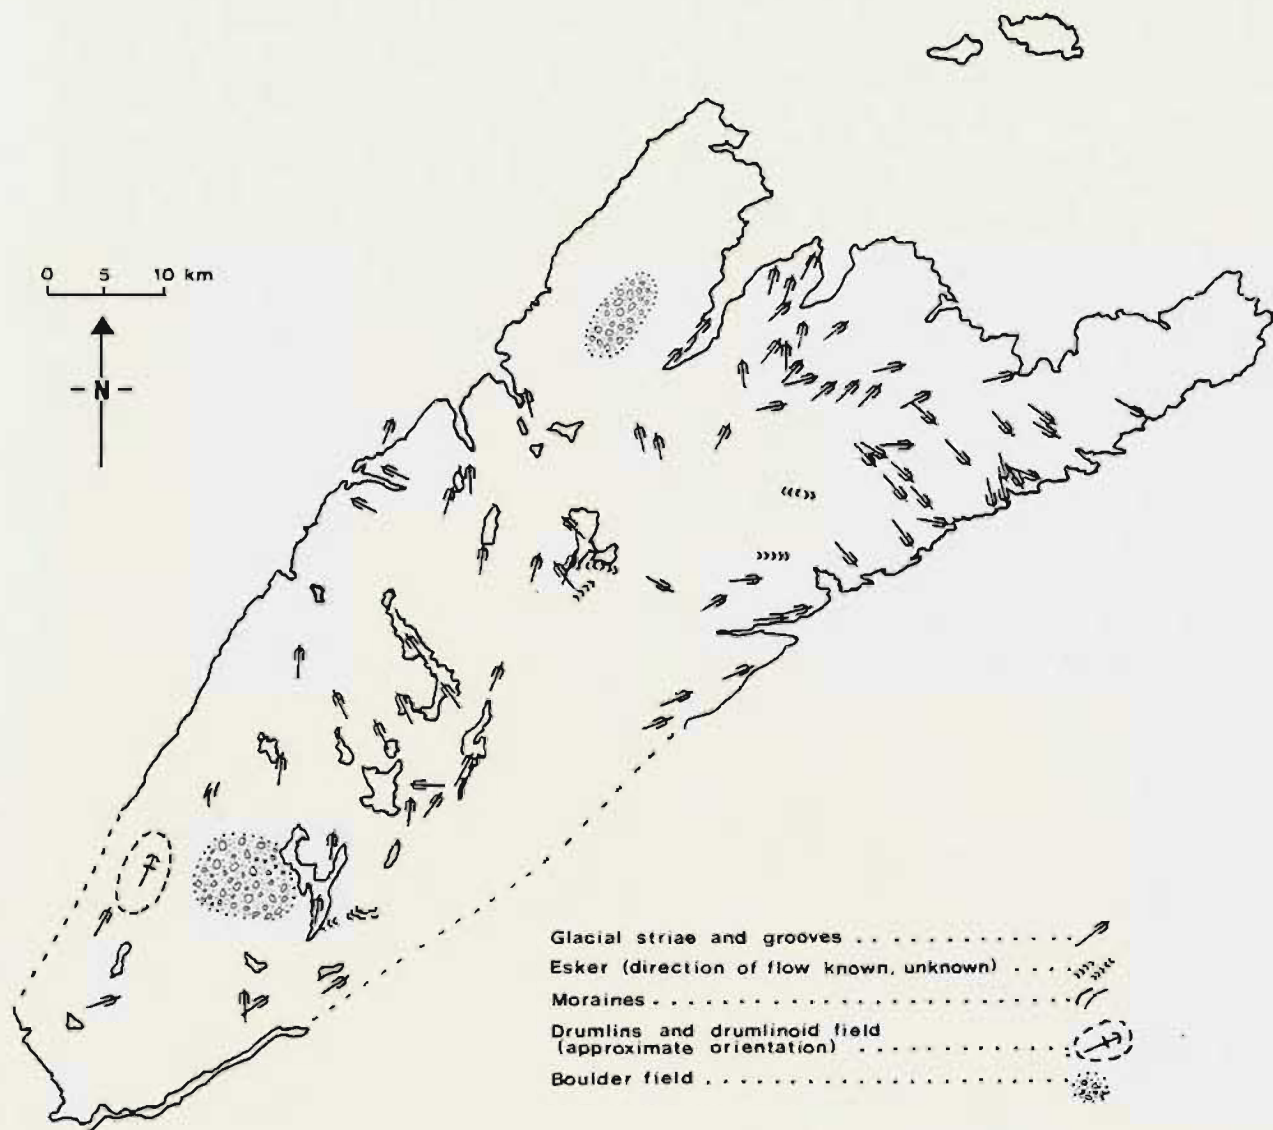 0 5 10 km
- N -
Glacial striae and grooves . . . . . . . . . . . . . . . .
Esker (direction of flow known, unknown) . . . .
Moraines . . . . . . . . . . . . . . . . . . . . . . . . . . . . . .
Drumlins and drumlinoid field
(approximate orientation) . . . . . . . . . . . . . . .
Boulder field . . . . . . . . . . . . . . . . . . . . . . . . . .